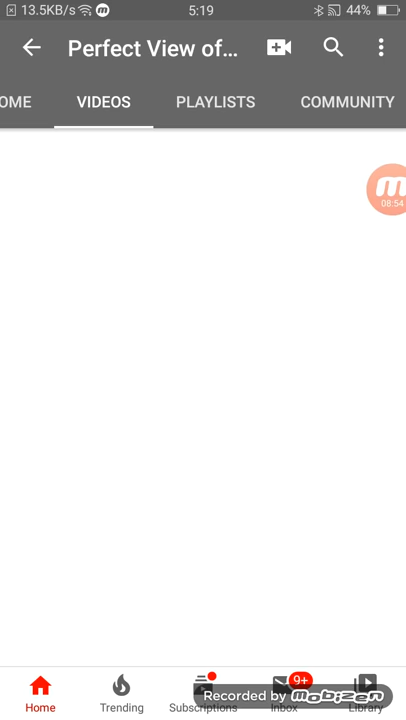 13.5KB/s 5:19 44%
Perfect View of...
OME VIDEOS PLAYLISTS COMMUNITY
m
08:54
9+
Home Trending Subscriptions Inbox Library
Recorded by mobizen